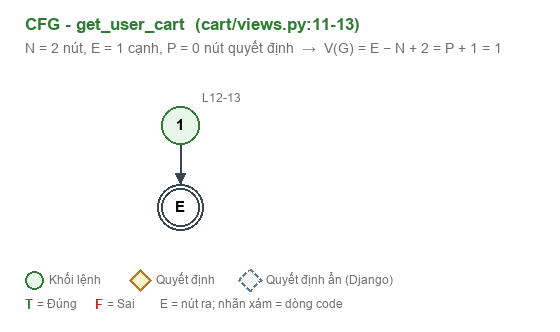 CFG - get_user_cart (cart/views.py:11-13)
N = 2 nút, E = 1 cạnh, P = 0 nút quyết định → V(G) = E − N + 2 = P + 1 = 1
L12-13
1
E
Khối lệnh Quyết định Quyết định ẩn (Django)
T = Đúng F = Sai E = nút ra; nhãn xám = dòng code